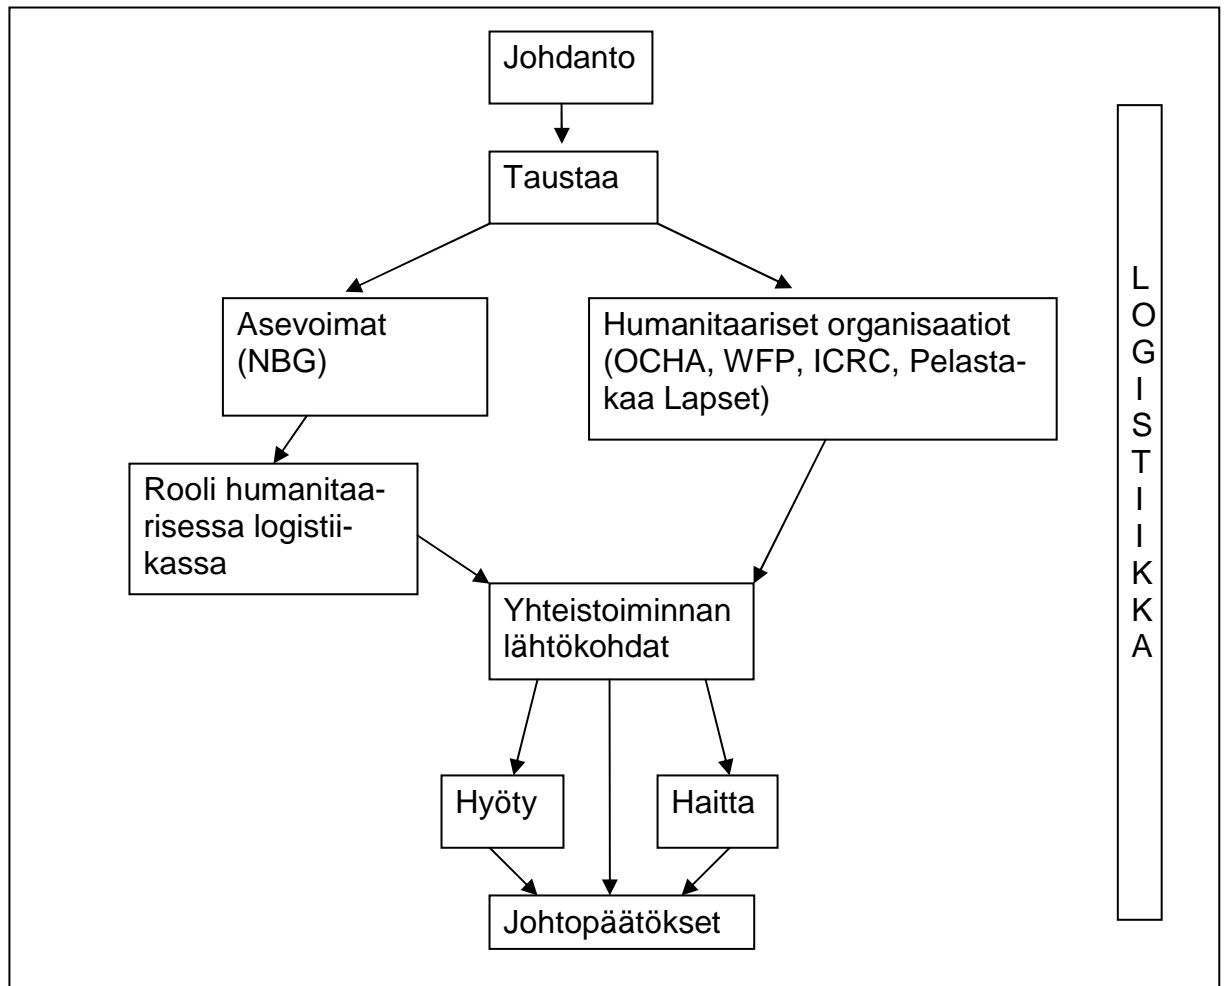 Johdanto
Taustaa
Asevoimat
(NBG)
Humanitaariset organisaatiot
(OCHA, WFP, ICRC, Pelasta-
kaa Lapset)
Rooli humanitaa-
risessa logistii-
kassa
Yhteistoiminnan
lähtökohdat
Hyöty
Haitta
Johtopäätökset
L
O
G
I
S
T
I
I
K
K
A